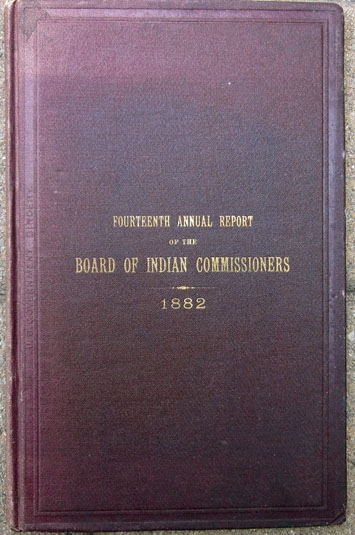 FOURTEENTH ANNUAL REPORT
OF THE
BOARD OF INDIAN COMMISSIONERS
1882